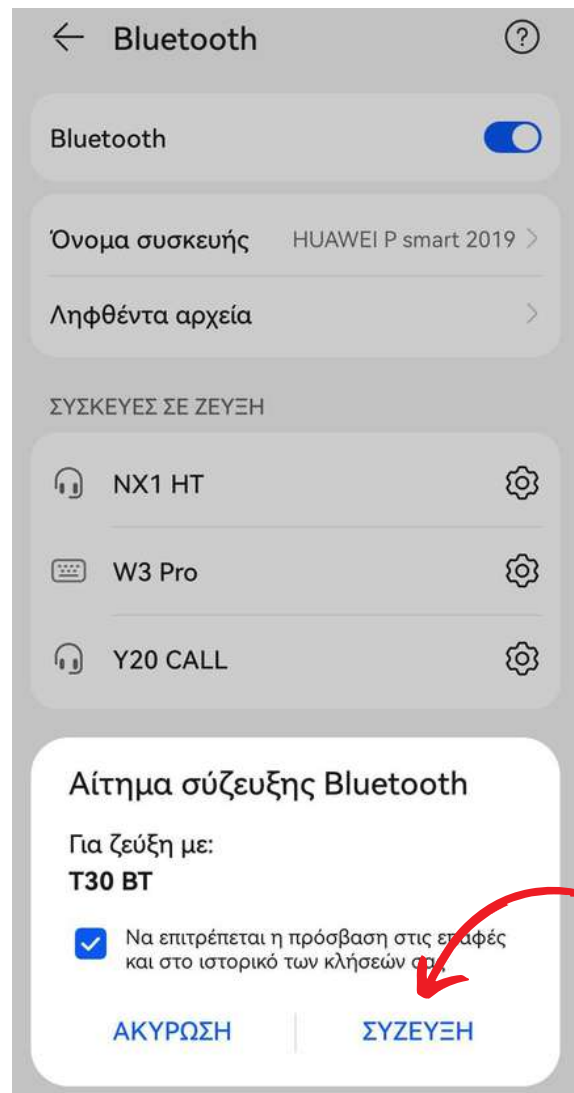 Bluetooth
Bluetooth
Όνομα συσκευής HUAWEI P smart 2019
Ληφθέντα αρχεία
ΣΥΣΚΕΥΕΣ ΣΕ ΖΕΥΞΗ
NX1 HT
W3 Pro
Y20 CALL
Αίτημα σύζευξης Bluetooth
Για ζεύξη με:
T30 BT
Να επιτρέπεται η πρόσβαση στις επαφές
και στο ιστορικό των κλήσεών σας
ΑΚΥΡΩΣΗ ΣΥΖΕΥΞΗ